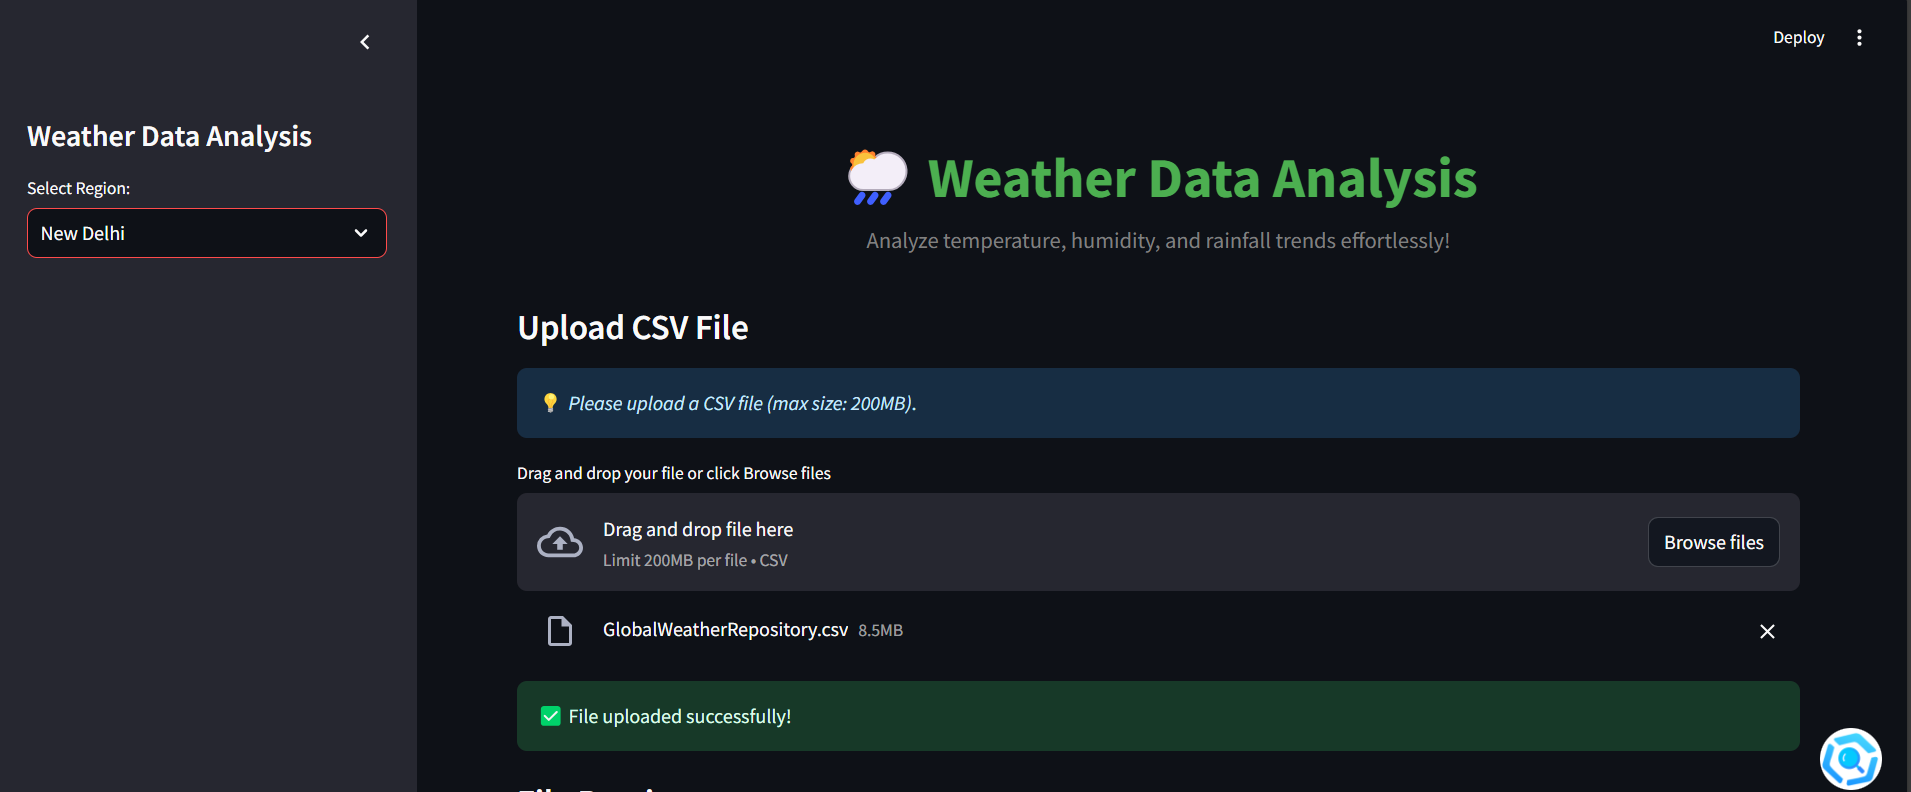 Deploy
Weather Data Analysis
Select Region:
New Delhi
Weather Data Analysis
Analyze temperature, humidity, and rainfall trends effortlessly!
Upload CSV File
Please upload a CSV file (max size: 200MB).
Drag and drop your file or click Browse files
Drag and drop file here
Limit 200MB per file • CSV
Browse files
GlobalWeatherRepository.csv 8.5MB
File uploaded successfully!